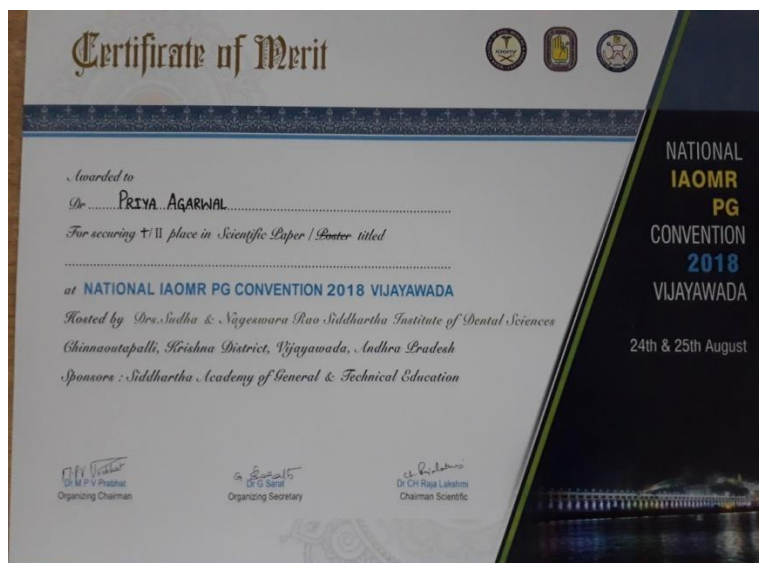 Certificate of Merit
Awarded to
Dr ....... PRIYA AGARWAL ..........
For securing I/II place in Scientific Paper / Poster titled
at NATIONAL IAOMR PG CONVENTION 2018 VIJAYAWADA
Hosted by Drs.Sudha & Nageswara Rao Siddhartha Institute of Dental Sciences
Chinnaoutapalli, Krishna District, Vijayawada, Andhra Pradesh
Sponsors : Siddhartha Academy of General & Technical Education
Dr M P V Prabhat
Organizing Chairman
Dr G Sarat
Organizing Secretary
Dr CH Raja Lakshmi
Chairman Scientific
NATIONAL
IAOMR
PG
CONVENTION
2018
VIJAYAWADA
24th & 25th August